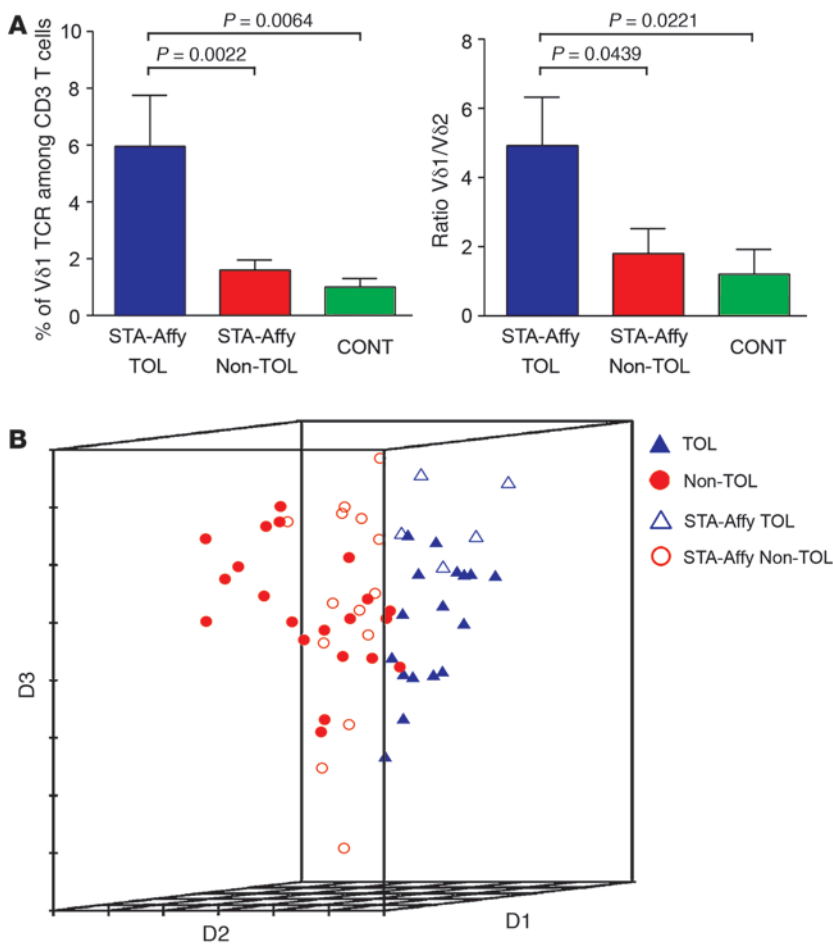 A
% of Vδ1 TCR among CD3 T cells
10
8
6
4
2
0
P = 0.0064
P = 0.0022
STA-Affy
TOL
STA-Affy
Non-TOL
CONT
Ratio Vδ1/Vδ2
8
6
4
2
0
P = 0.0221
P = 0.0439
STA-Affy
TOL
STA-Affy
Non-TOL
CONT
B
D3
D2
D1
TOL
Non-TOL
STA-Affy TOL
STA-Affy Non-TOL